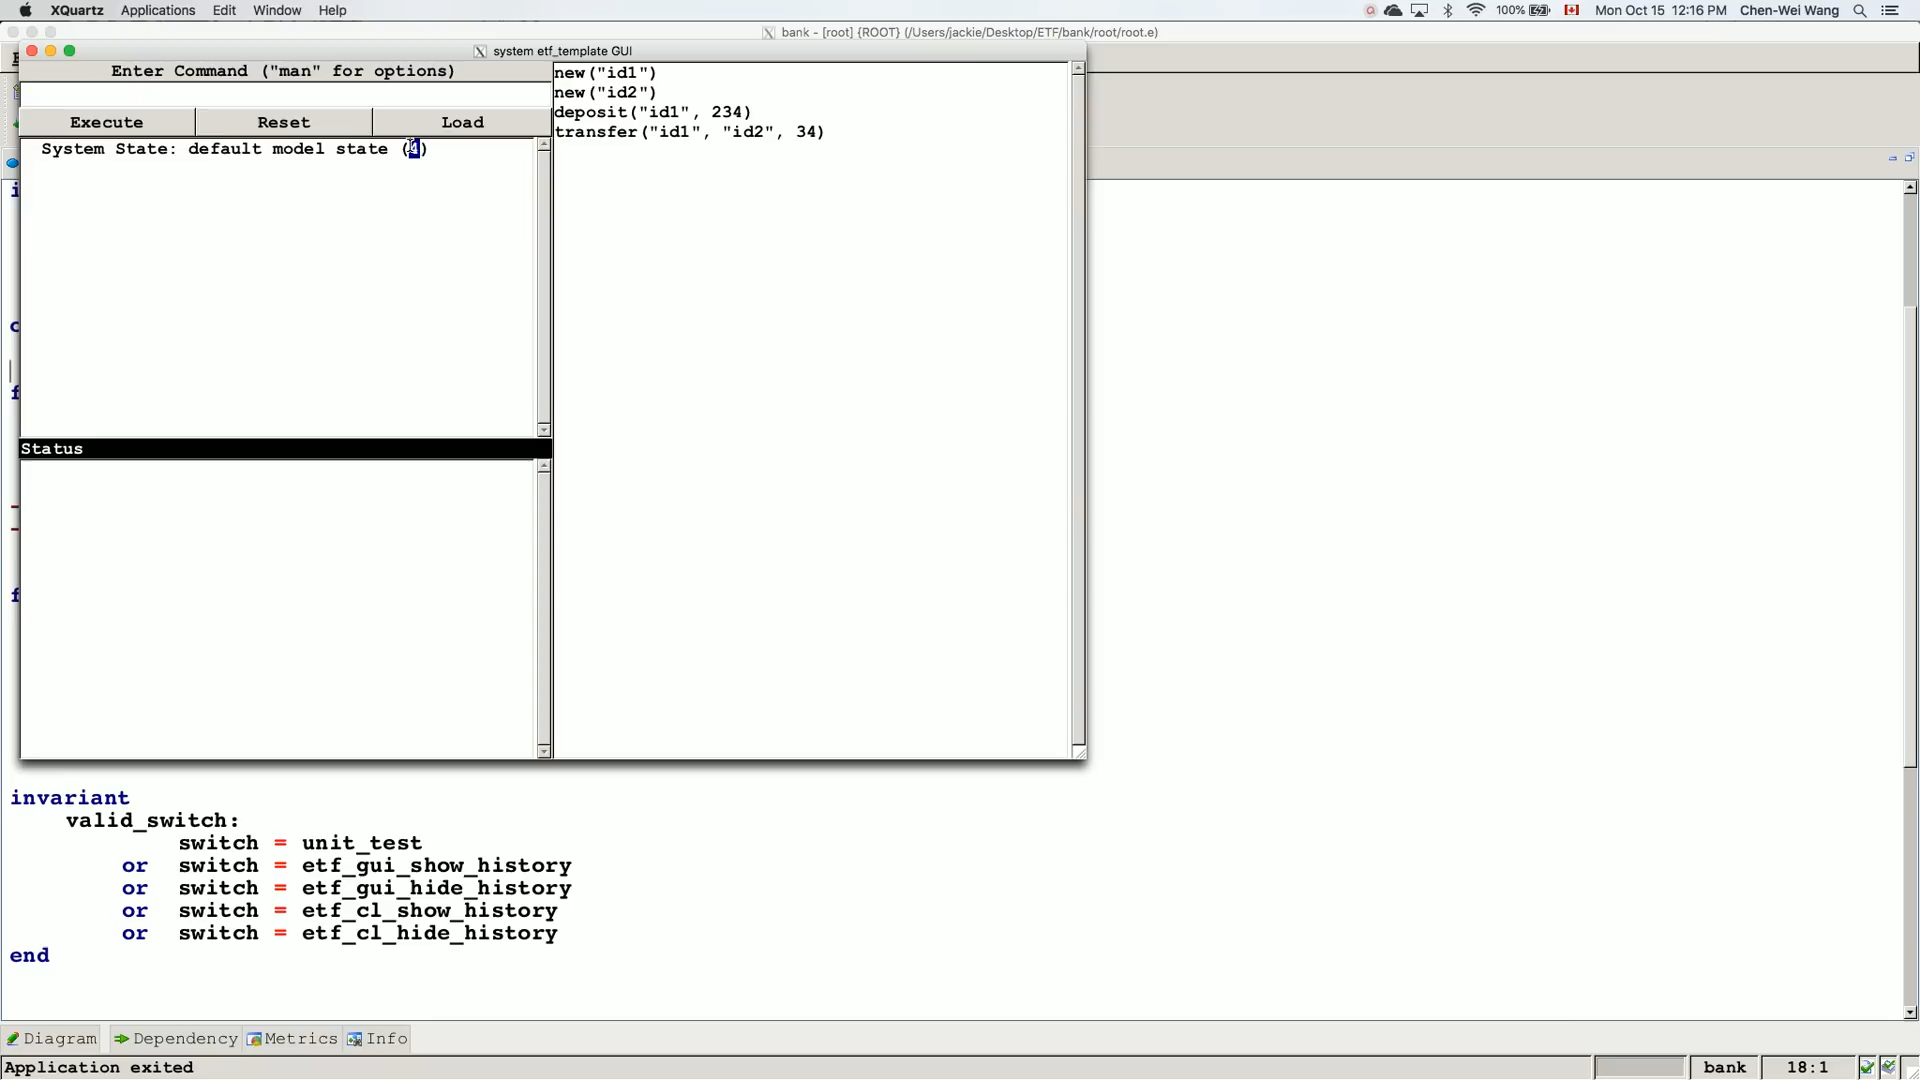 XQuartz Applications Edit Window Help
100% Mon Oct 15 12:16 PM Chen-Wei Wang
bank - [root] {ROOT} (/Users/jackie/Desktop/ETF/bank/root/root.e)
system etf_template GUI
Enter Command ("man" for options)
Execute Reset Load
System State: default model state (4)
Status
new("id1")
new("id2")
deposit("id1", 234)
transfer("id1", "id2", 34)
invariant
valid_switch:
switch = unit_test
or switch = etf_gui_show_history
or switch = etf_gui_hide_history
or switch = etf_cl_show_history
or switch = etf_cl_hide_history
end
Diagram Dependency Metrics Info
Application exited
bank 18:1